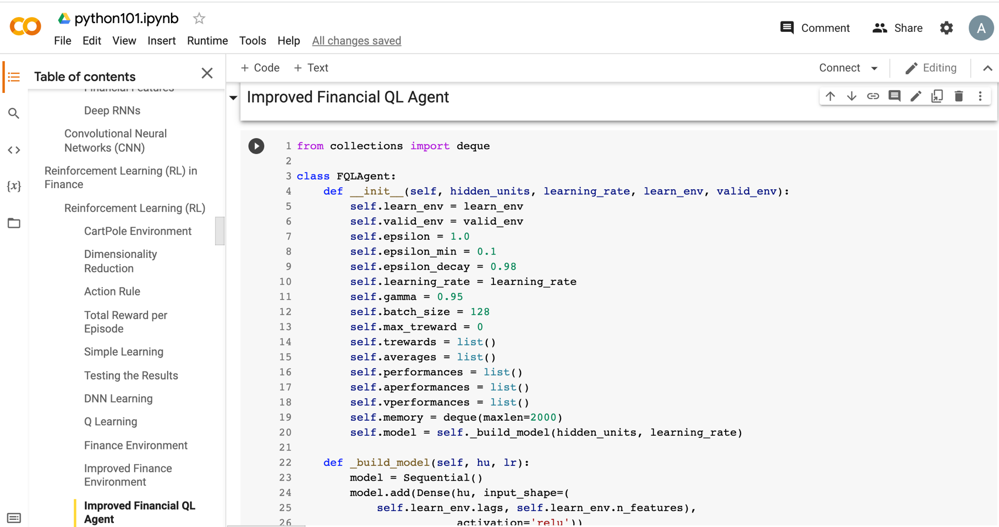 python101.ipynb
File Edit View Insert Runtime Tools Help All changes saved
Comment
Share
A
Table of contents
Financial Features
Deep RNNs
Convolutional Neural
Networks (CNN)
Reinforcement Learning (RL) in
Finance
Reinforcement Learning (RL)
CartPole Environment
Dimensionality
Reduction
Action Rule
Total Reward per
Episode
Simple Learning
Testing the Results
DNN Learning
Q Learning
Finance Environment
Improved Finance
Environment
Improved Financial QL
Agent
{x}
+ Code + Text
Connect
Editing
Improved Financial QL Agent
1 from collections import deque
2
3 class FQLAgent:
4     def __init__(self, hidden_units, learning_rate, learn_env, valid_env):
5         self.learn_env = learn_env
6         self.valid_env = valid_env
7         self.epsilon = 1.0
8         self.epsilon_min = 0.1
9         self.epsilon_decay = 0.98
10         self.learning_rate = learning_rate
11         self.gamma = 0.95
12         self.batch_size = 128
13         self.max_treward = 0
14         self.trewards = list()
15         self.averages = list()
16         self.performances = list()
17         self.aperformances = list()
18         self.vperformances = list()
19         self.memory = deque(maxlen=2000)
20         self.model = self._build_model(hidden_units, learning_rate)
21
22     def _build_model(self, hu, lr):
23         model = Sequential()
24         model.add(Dense(hu, input_shape=(
25             self.learn_env.lags, self.learn_env.n_features),
26                         activation='relu'))